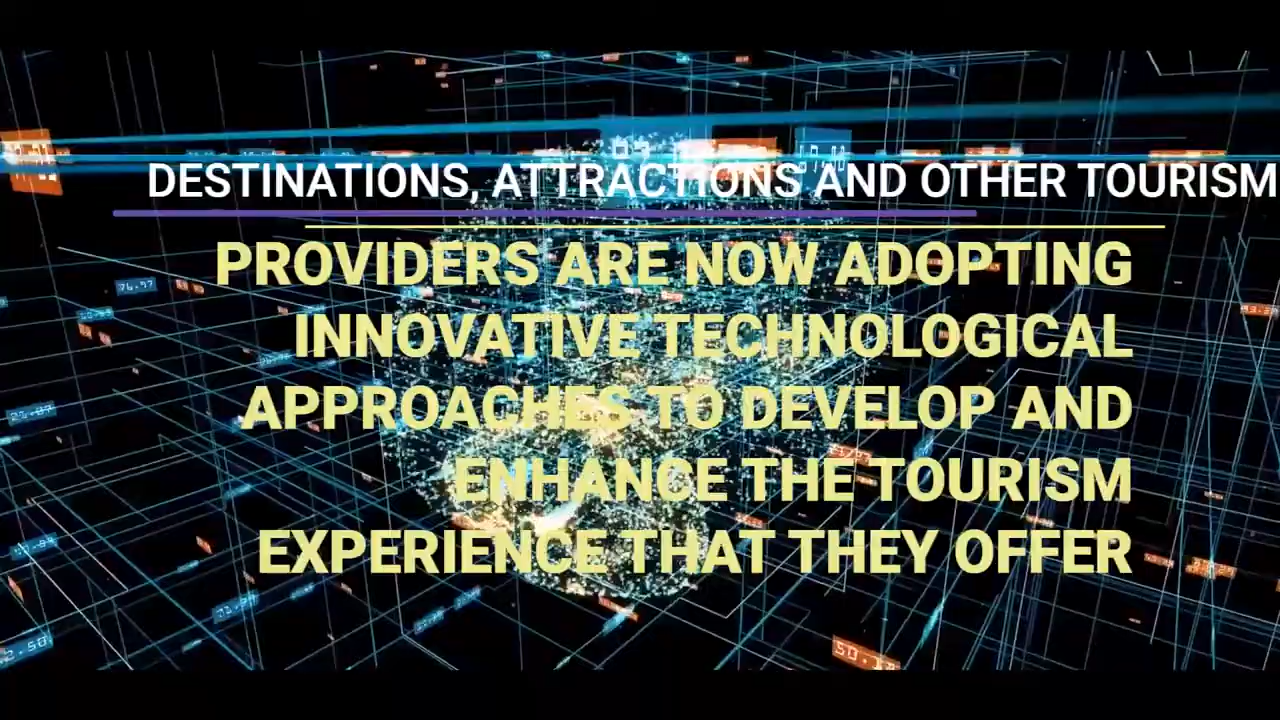 DESTINATIONS, ATTRACTIONS AND OTHER TOURISM
PROVIDERS ARE NOW ADOPTING
INNOVATIVE TECHNOLOGICAL
APPROACHES TO DEVELOP AND
ENHANCE THE TOURISM
EXPERIENCE THAT THEY OFFER